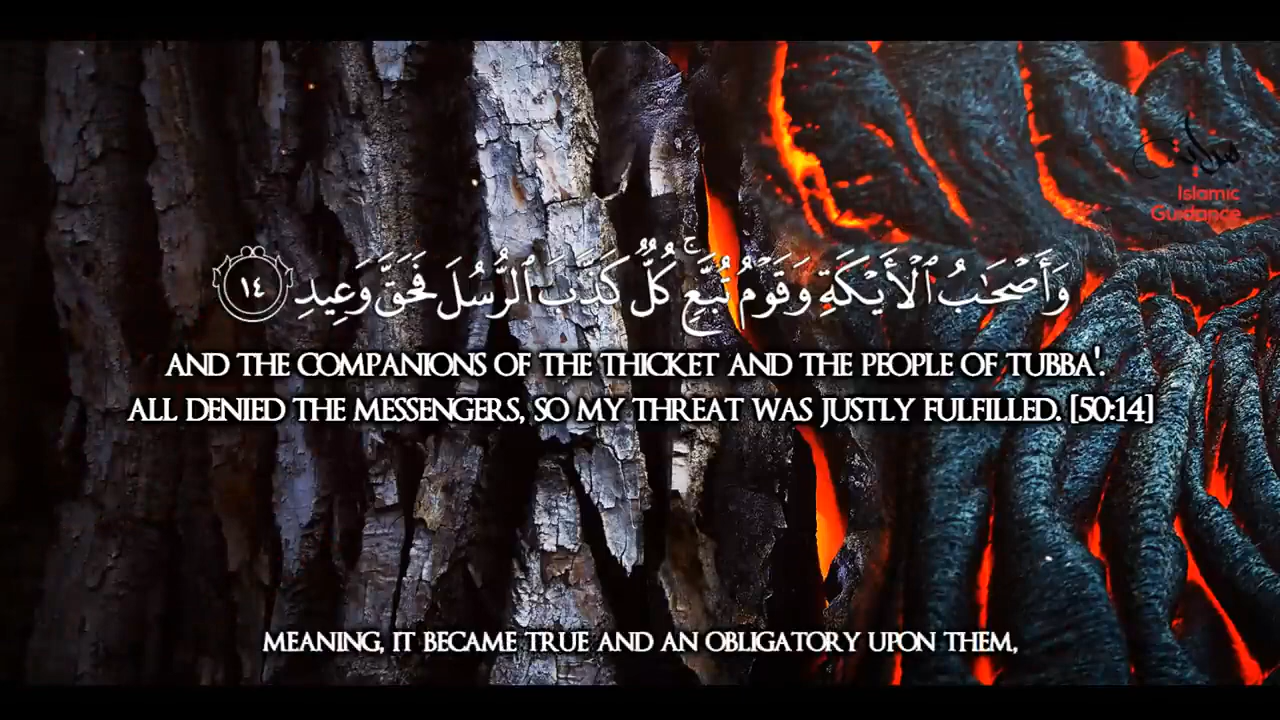 سراج
Islamic
Guidance
وَأَصْحَـٰبُ ٱلْأَيْكَةِ وَقَوْمُ تُبَّعٍ ۚ كُلٌّ كَذَّبَ ٱلرُّسُلَ فَحَقَّ وَعِيدِ ١٤
AND THE COMPANIONS OF THE THICKET AND THE PEOPLE OF TUBBA'.
ALL DENIED THE MESSENGERS, SO MY THREAT WAS JUSTLY FULFILLED. [50:14]
MEANING, IT BECAME TRUE AND AN OBLIGATORY UPON THEM,